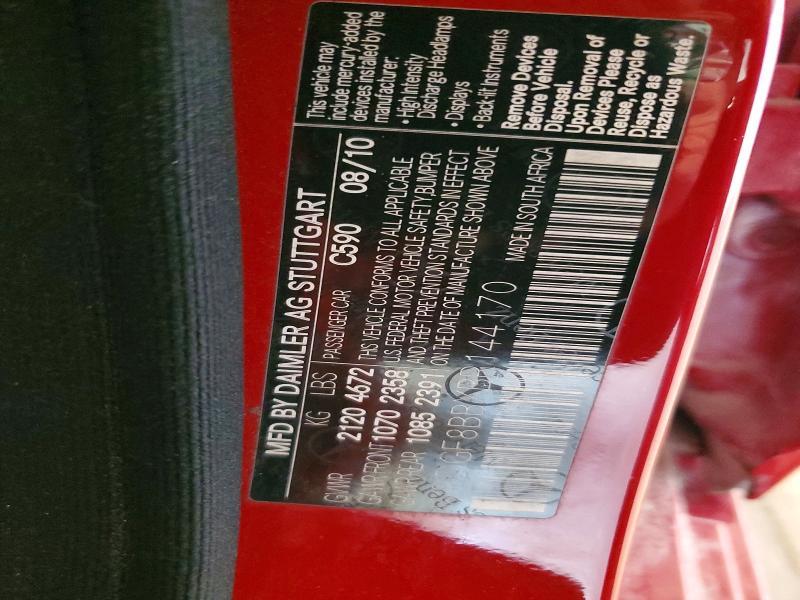 MFD BY DAIMLER AG STUTTGART
KG LBS PASSENGER CAR C590 08/10
GVWR 2120 4672 THIS VEHICLE CONFORMS TO ALL APPLICABLE
GAWR FRONT 1070 2358 U.S. FEDERAL MOTOR VEHICLE SAFETY, BUMPER
GAWR REAR 1085 2391 AND THEFT PREVENTION STANDARDS IN EFFECT
ON THE DATE OF MANUFACTURE SHOWN ABOVE
144170 MADE IN SOUTH AFRICA
This vehicle may
include mercury-added
devices installed by the
manufacturer:
• High Intensity
Discharge Headlamps
• Displays
• Back-lit Instruments
Remove Devices
Before Vehicle
Disposal.
Upon Removal of
Devices Please
Reuse, Recycle or
Dispose as
Hazardous Waste.